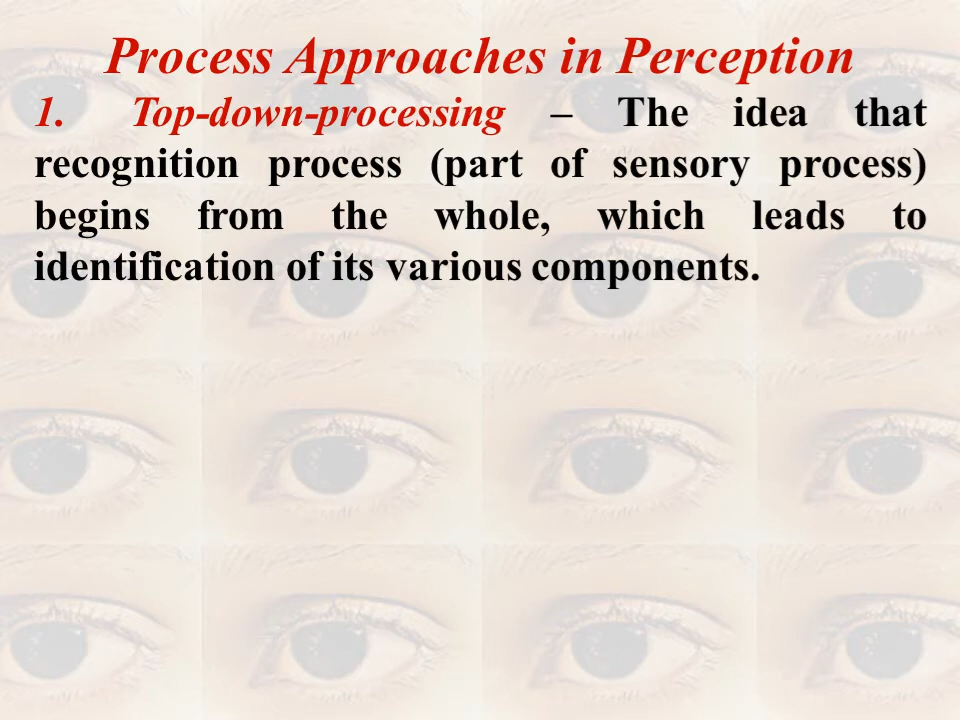 Process Approaches in Perception
1. Top-down-processing – The idea that
recognition process (part of sensory process)
begins from the whole, which leads to
identification of its various components.